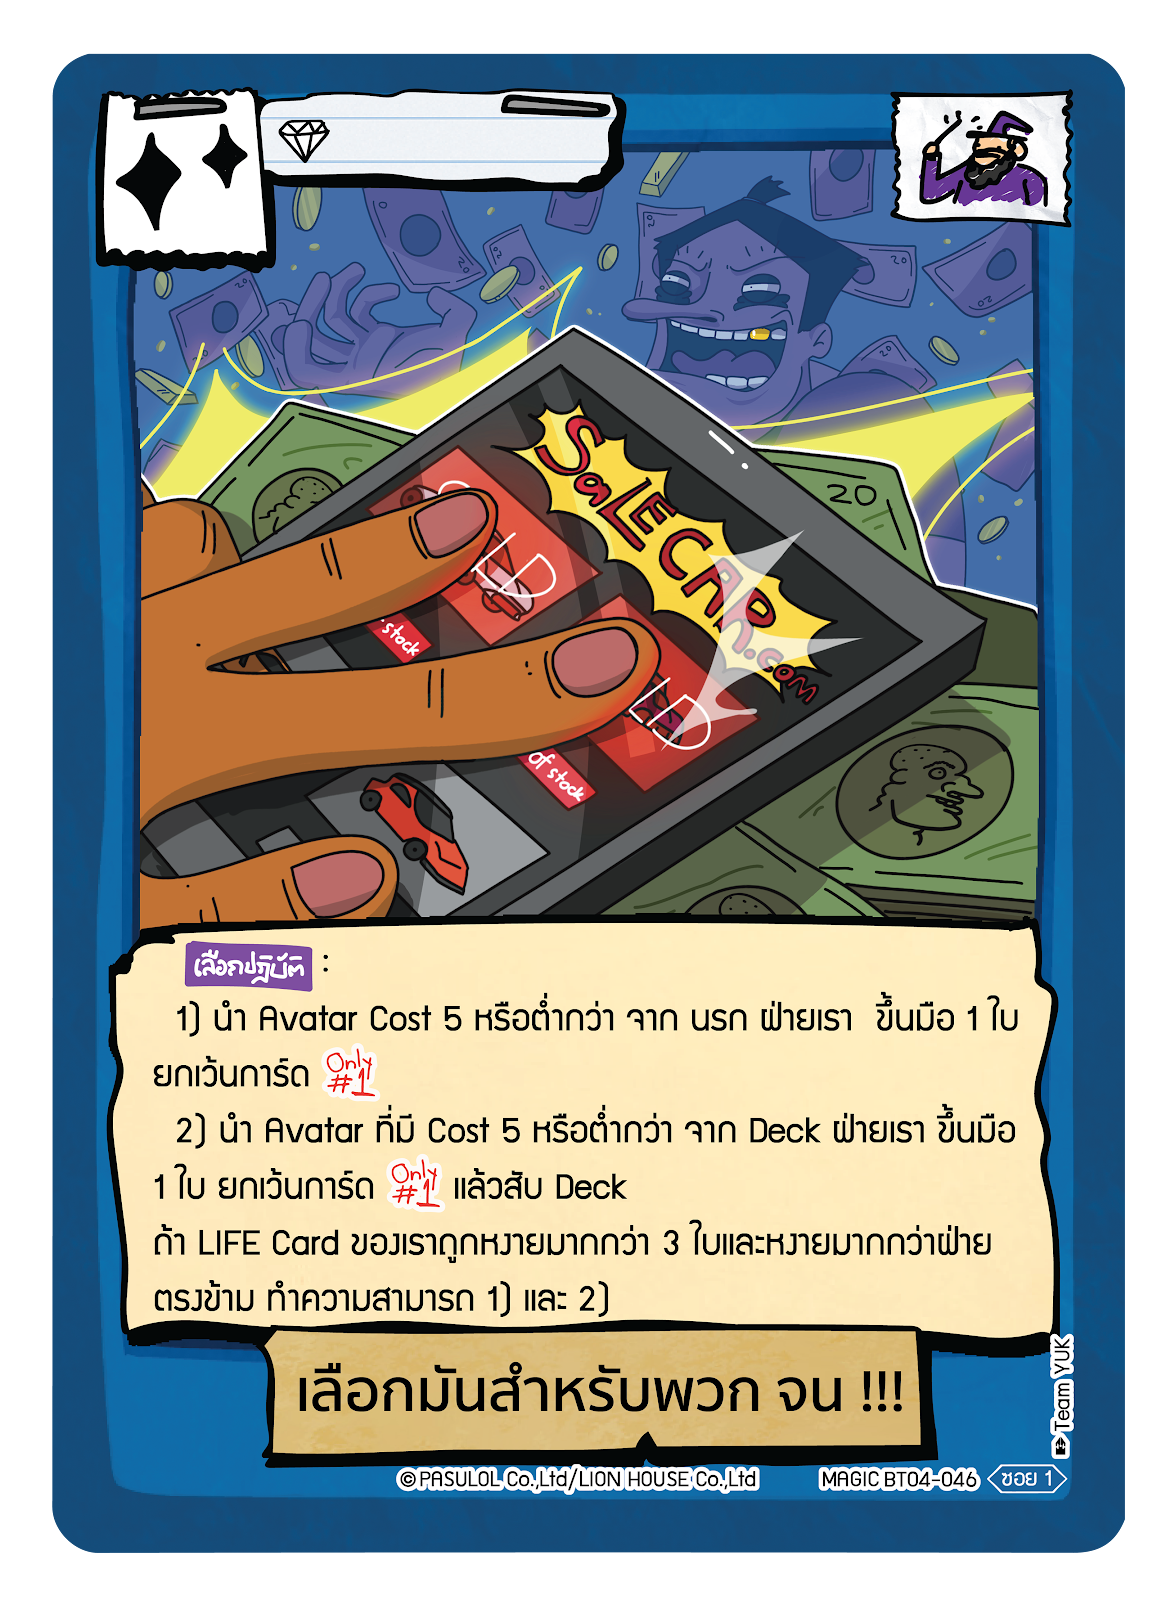 SaLE CAR.com
20
LD
. stock
LD
of stock
เลือกปฏิบัติ :
1) นำ Avatar Cost 5 หรือต่ำกว่า จาก นรก ฝ่ายเรา ขึ้นมือ 1 ใบ
ยกเว้นการ์ด Only #1
2) นำ Avatar ที่มี Cost 5 หรือต่ำกว่า จาก Deck ฝ่ายเรา ขึ้นมือ
1 ใบ ยกเว้นการ์ด Only #1 แล้วสับ Deck
ถ้า LIFE Card ของเราถูกหงายมากกว่า 3 ใบและหงายมากกว่าฝ่าย
ตรงข้าม ทำความสามารถ 1) และ 2)
เลือกมันสำหรับพวก จน !!!
Team YUK
©PASULOL Co.,Ltd/LION HOUSE Co.,Ltd MAGIC BT04-046 ซอย 1